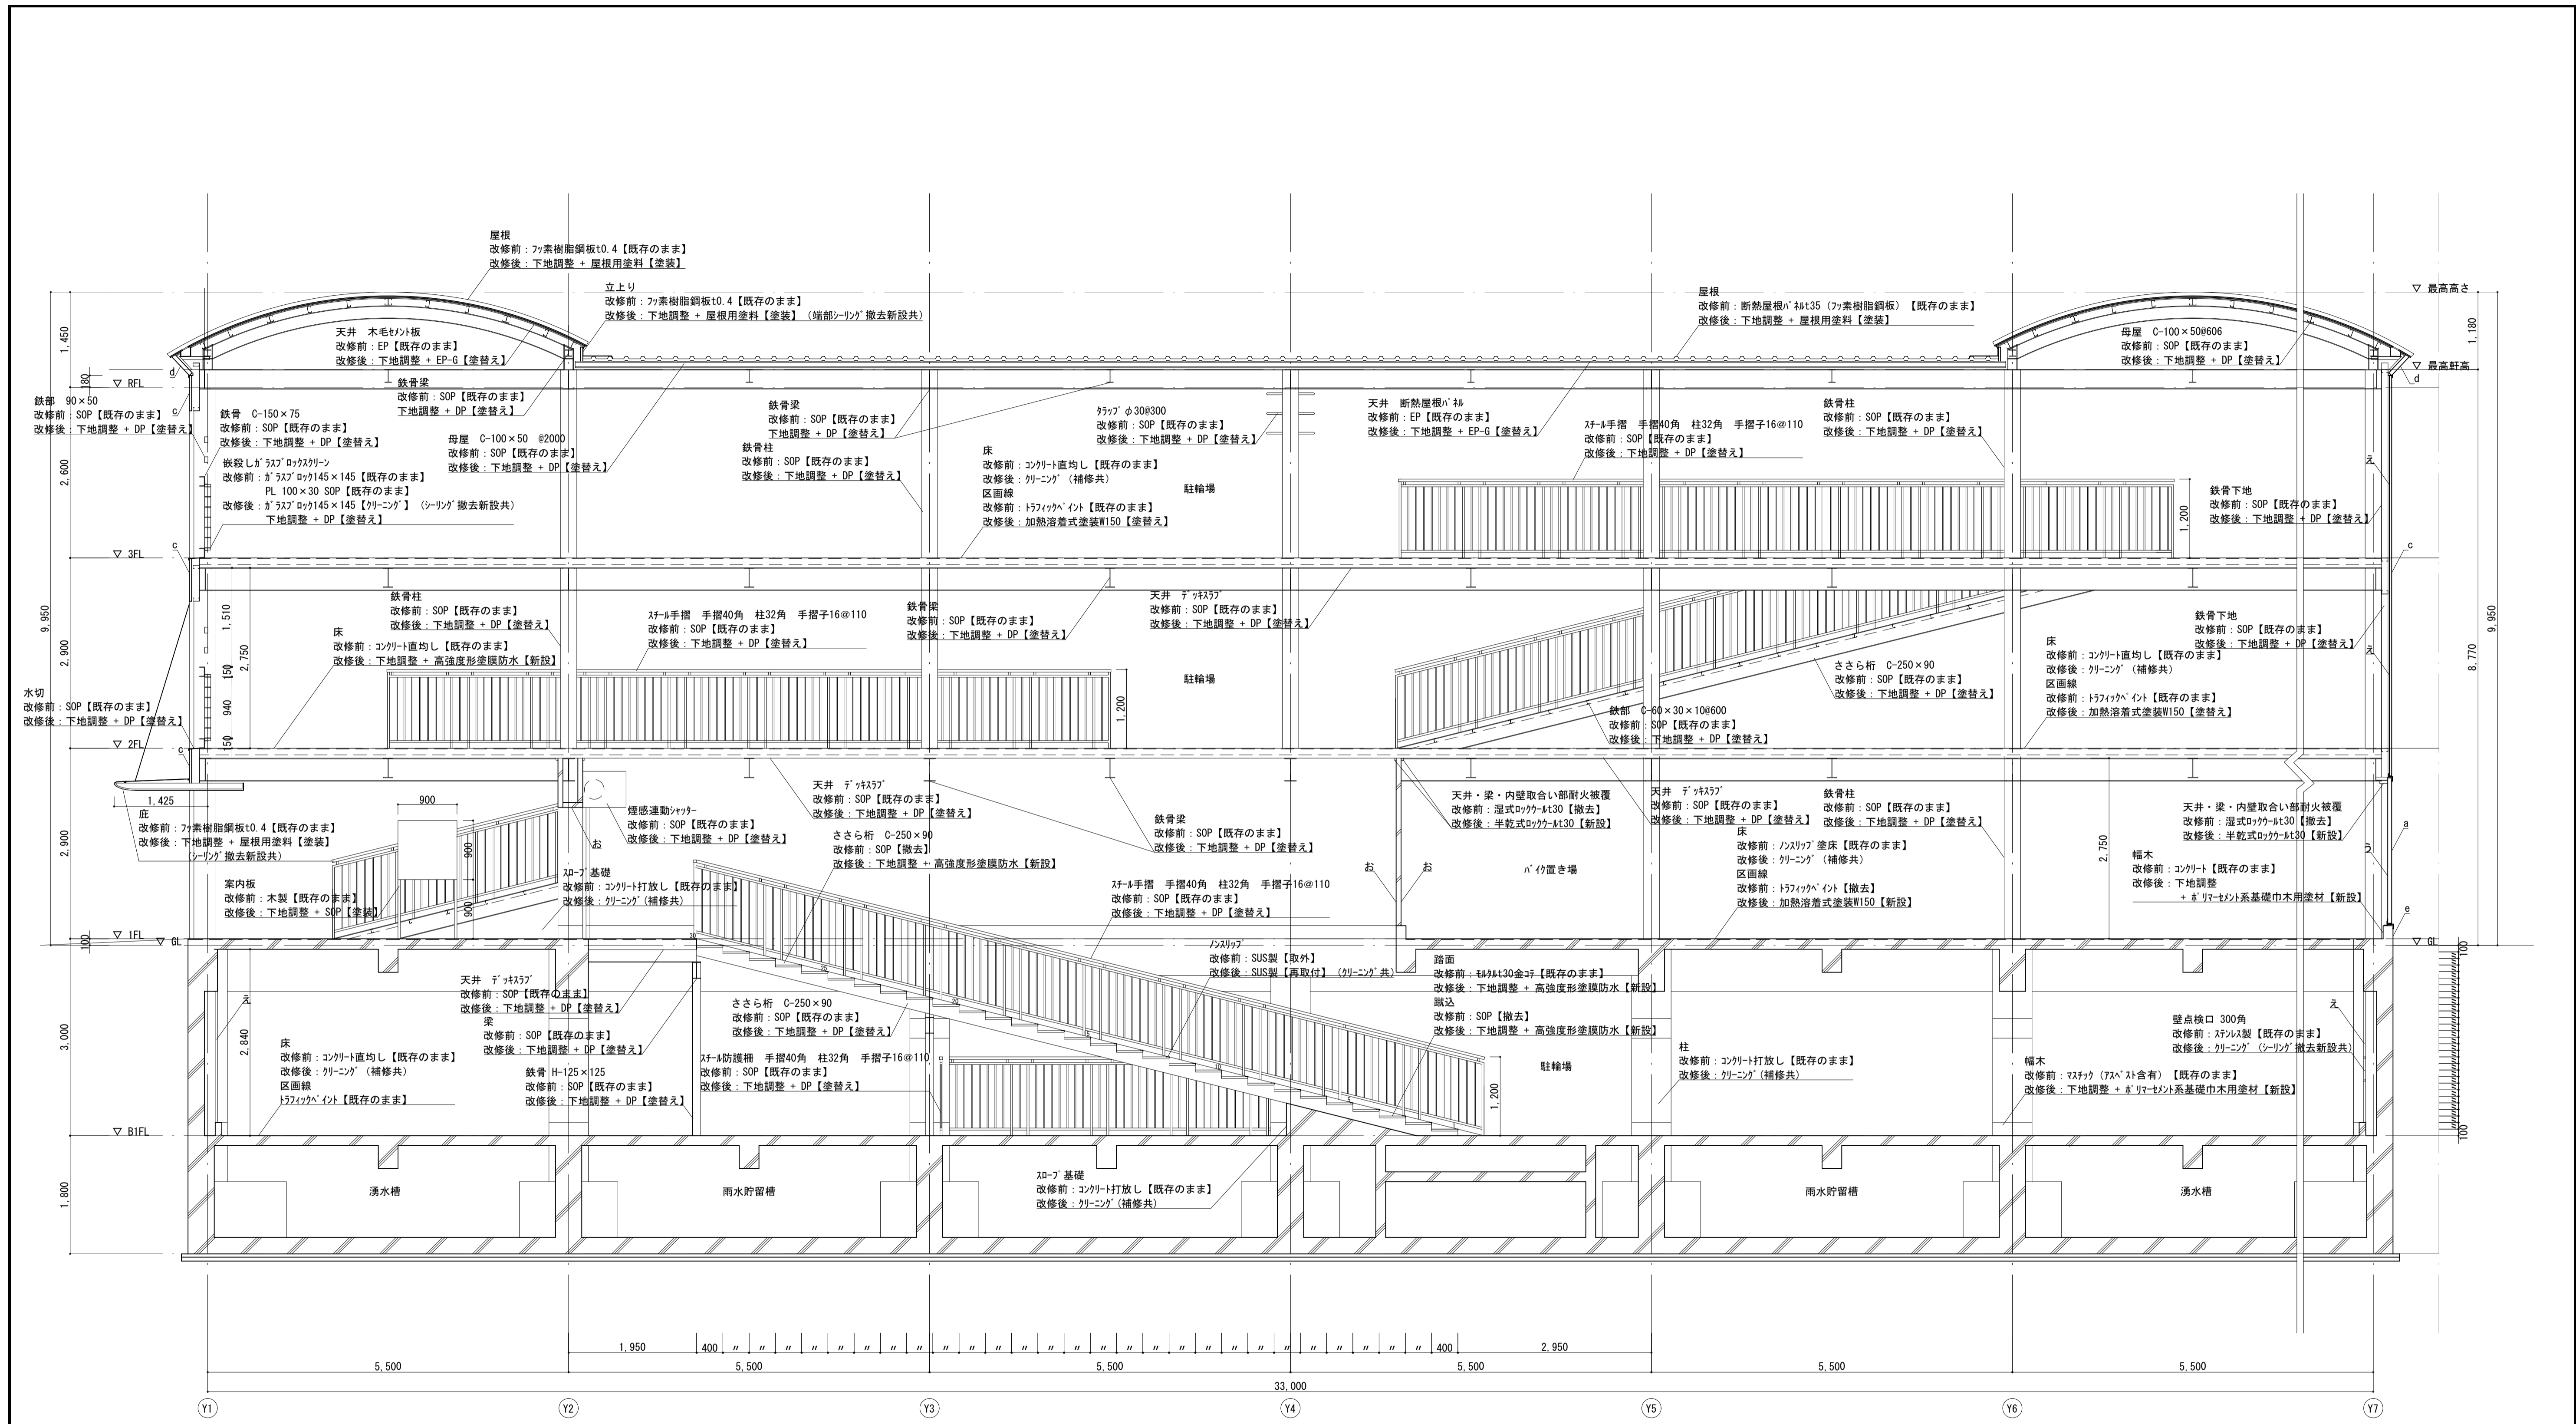 屋根
改修前：フッ素樹脂鋼板t0.4【既存のまま】
改修後：下地調整 + 屋根用塗料【塗装】
立上り
改修前：フッ素樹脂鋼板t0.4【既存のまま】
改修後：下地調整 + 屋根用塗料【塗装】（端部シーリング撤去新設共）
屋根
改修前：断熱屋根パネルt35（フッ素樹脂鋼板）【既存のまま】
改修後：下地調整 + 屋根用塗料【塗装】
▽ 最高高さ
天井　木毛セメント板
改修前：EP【既存のまま】
改修後：下地調整 + EP-G【塗替え】
母屋　C-100×50@606
改修前：SOP【既存のまま】
改修後：下地調整 + DP【塗替え】
1,450
1,180
180
▽ RFL
▽ 最高軒高
d
d
鉄骨梁
改修前：SOP【既存のまま】
下地調整 + DP【塗替え】
鉄部　90×50
改修前：SOP【既存のまま】
改修後：下地調整 + DP【塗替え】
c
鉄骨　C-150×75
改修前：SOP【既存のまま】
改修後：下地調整 + DP【塗替え】
母屋　C-100×50　@2000
改修前：SOP【既存のまま】
改修後：下地調整 + DP【塗替え】
鉄骨梁
改修前：SOP【既存のまま】
下地調整 + DP【塗替え】
鉄骨柱
改修前：SOP【既存のまま】
改修後：下地調整 + DP【塗替え】
タラップφ30@300
改修前：SOP【既存のまま】
改修後：下地調整 + DP【塗替え】
天井　断熱屋根パネル
改修前：EP【既存のまま】
改修後：下地調整 + EP-G【塗替え】
スチール手摺　手摺40角　柱32角　手摺子16@110
改修前：SOP【既存のまま】
改修後：下地調整 + DP【塗替え】
鉄骨柱
改修前：SOP【既存のまま】
改修後：下地調整 + DP【塗替え】
嵌殺しガラスブロックスクリーン
改修前：ガラスブロック145×145【既存のまま】
PL 100×30 SOP【既存のまま】
改修後：ガラスブロック145×145【クリーニング】（シーリング撤去新設共）
下地調整 + DP【塗替え】
床
改修前：コンクリート直均し【既存のまま】
改修後：クリーニング（補修共）
区画線
改修前：トラフィックペイント【既存のまま】
改修後：加熱溶着式塗装W150【塗替え】
駐輪場
え
鉄骨下地
改修前：SOP【既存のまま】
改修後：下地調整 + DP【塗替え】
2,600
1,200
▽ 3FL
c
c
9,950
9,950
2,900
8,770
1,510
150
940
150
2,750
鉄骨柱
改修前：SOP【既存のまま】
改修後：下地調整 + DP【塗替え】
床
改修前：コンクリート直均し【既存のまま】
改修後：下地調整 + 高強度形塗膜防水【新設】
スチール手摺　手摺40角　柱32角　手摺子16@110
改修前：SOP【既存のまま】
改修後：下地調整 + DP【塗替え】
鉄骨梁
改修前：SOP【既存のまま】
改修後：下地調整 + DP【塗替え】
天井　デッキスラブ
改修前：SOP【既存のまま】
改修後：下地調整 + DP【塗替え】
駐輪場
1,200
ささら桁　C-250×90
改修前：SOP【既存のまま】
改修後：下地調整 + DP【塗替え】
鉄部　C-60×30×10@600
改修前：SOP【既存のまま】
改修後：下地調整 + DP【塗替え】
鉄骨下地
改修前：SOP【既存のまま】
改修後：下地調整 + DP【塗替え】
え
床
改修前：コンクリート直均し【既存のまま】
改修後：クリーニング（補修共）
区画線
改修前：トラフィックペイント【既存のまま】
改修後：加熱溶着式塗装W150【塗替え】
水切
改修前：SOP【既存のまま】
改修後：下地調整 + DP【塗替え】
▽ 2FL
c
1,425
庇
改修前：フッ素樹脂鋼板t0.4【既存のまま】
改修後：下地調整 + 屋根用塗料【塗装】
（シーリング撤去新設共）
900
900
900
2,900
案内板
改修前：木製【既存のまま】
改修後：下地調整 + SOP【塗装】
煙感連動シャッター
改修前：SOP【既存のまま】
改修後：下地調整 + DP【塗替え】
お
スロープ基礎
改修前：コンクリート打放し【既存のまま】
改修後：クリーニング（補修共）
天井　デッキスラブ
改修前：SOP【既存のまま】
改修後：下地調整 + DP【塗替え】
ささら桁　C-250×90
改修前：SOP【撤去】
改修後：下地調整 + 高強度形塗膜防水【新設】
鉄骨梁
改修前：SOP【既存のまま】
改修後：下地調整 + DP【塗替え】
スチール手摺　手摺40角　柱32角　手摺子16@110
改修前：SOP【既存のまま】
改修後：下地調整 + DP【塗替え】
天井・梁・内壁取合い部耐火被覆
改修前：湿式ロックウールt30【撤去】
改修後：半乾式ロックウールt30【新設】
お
お
バイク置き場
天井　デッキスラブ
改修前：SOP【既存のまま】
改修後：下地調整 + DP【塗替え】
鉄骨柱
改修前：SOP【既存のまま】
改修後：下地調整 + DP【塗替え】
床
改修前：ノンスリップ塗床【既存のまま】
改修後：クリーニング（補修共）
区画線
改修前：トラフィックペイント【撤去】
改修後：加熱溶着式塗装W150【新設】
2,750
天井・梁・内壁取合い部耐火被覆
改修前：湿式ロックウールt30【撤去】
改修後：半乾式ロックウールt30【新設】
a
う
幅木
改修前：コンクリート【既存のまま】
改修後：下地調整
+ ポリマーセメント系基礎巾木用塗材【新設】
e
▽ 1FL
▽ GL
100
▽ GL
100
30
20
10
ノンスリップ
改修前：SUS製【取外】
改修後：SUS製【再取付】（クリーニング共）
踏面
改修前：モルタルt30金コテ【既存のまま】
改修後：下地調整 + 高強度形塗膜防水【新設】
蹴込
改修前：SOP【撤去】
改修後：下地調整 + 高強度形塗膜防水【新設】
天井　デッキスラブ
改修前：SOP【既存のまま】
改修後：下地調整 + DP【塗替え】
梁
改修前：SOP【既存のまま】
改修後：下地調整 + DP【塗替え】
鉄骨 H-125×125
改修前：SOP【既存のまま】
改修後：下地調整 + DP【塗替え】
ささら桁　C-250×90
改修前：SOP【既存のまま】
改修後：下地調整 + DP【塗替え】
スチール防護柵　手摺40角　柱32角　手摺子16@110
改修前：SOP【既存のまま】
改修後：下地調整 + DP【塗替え】
え
3,000
2,840
床
改修前：コンクリート直均し【既存のまま】
改修後：クリーニング（補修共）
区画線
トラフィックペイント【既存のまま】
1,200
駐輪場
柱
改修前：コンクリート打放し【既存のまま】
改修後：クリーニング（補修共）
幅木
改修前：マスチック（アスベスト含有）【既存のまま】
改修後：下地調整 + ポリマーセメント系基礎巾木用塗材【新設】
壁点検口 300角
改修前：ステンレス製【既存のまま】
改修後：クリーニング（シーリング撤去新設共）
え
▽ B1FL
100
1,800
湧水槽
雨水貯留槽
スロープ基礎
改修前：コンクリート打放し【既存のまま】
改修後：クリーニング（補修共）
雨水貯留槽
湧水槽
1,950 400 〃 〃 〃 〃 〃 〃 〃 〃 〃 〃 〃 〃 〃 〃 〃 〃 〃 〃 〃 〃 〃 〃 〃 〃 〃 〃 〃 400 2,950
5,500 5,500 5,500 5,500 5,500 5,500
33,000
Y1 Y2 Y3 Y4 Y5 Y6 Y7